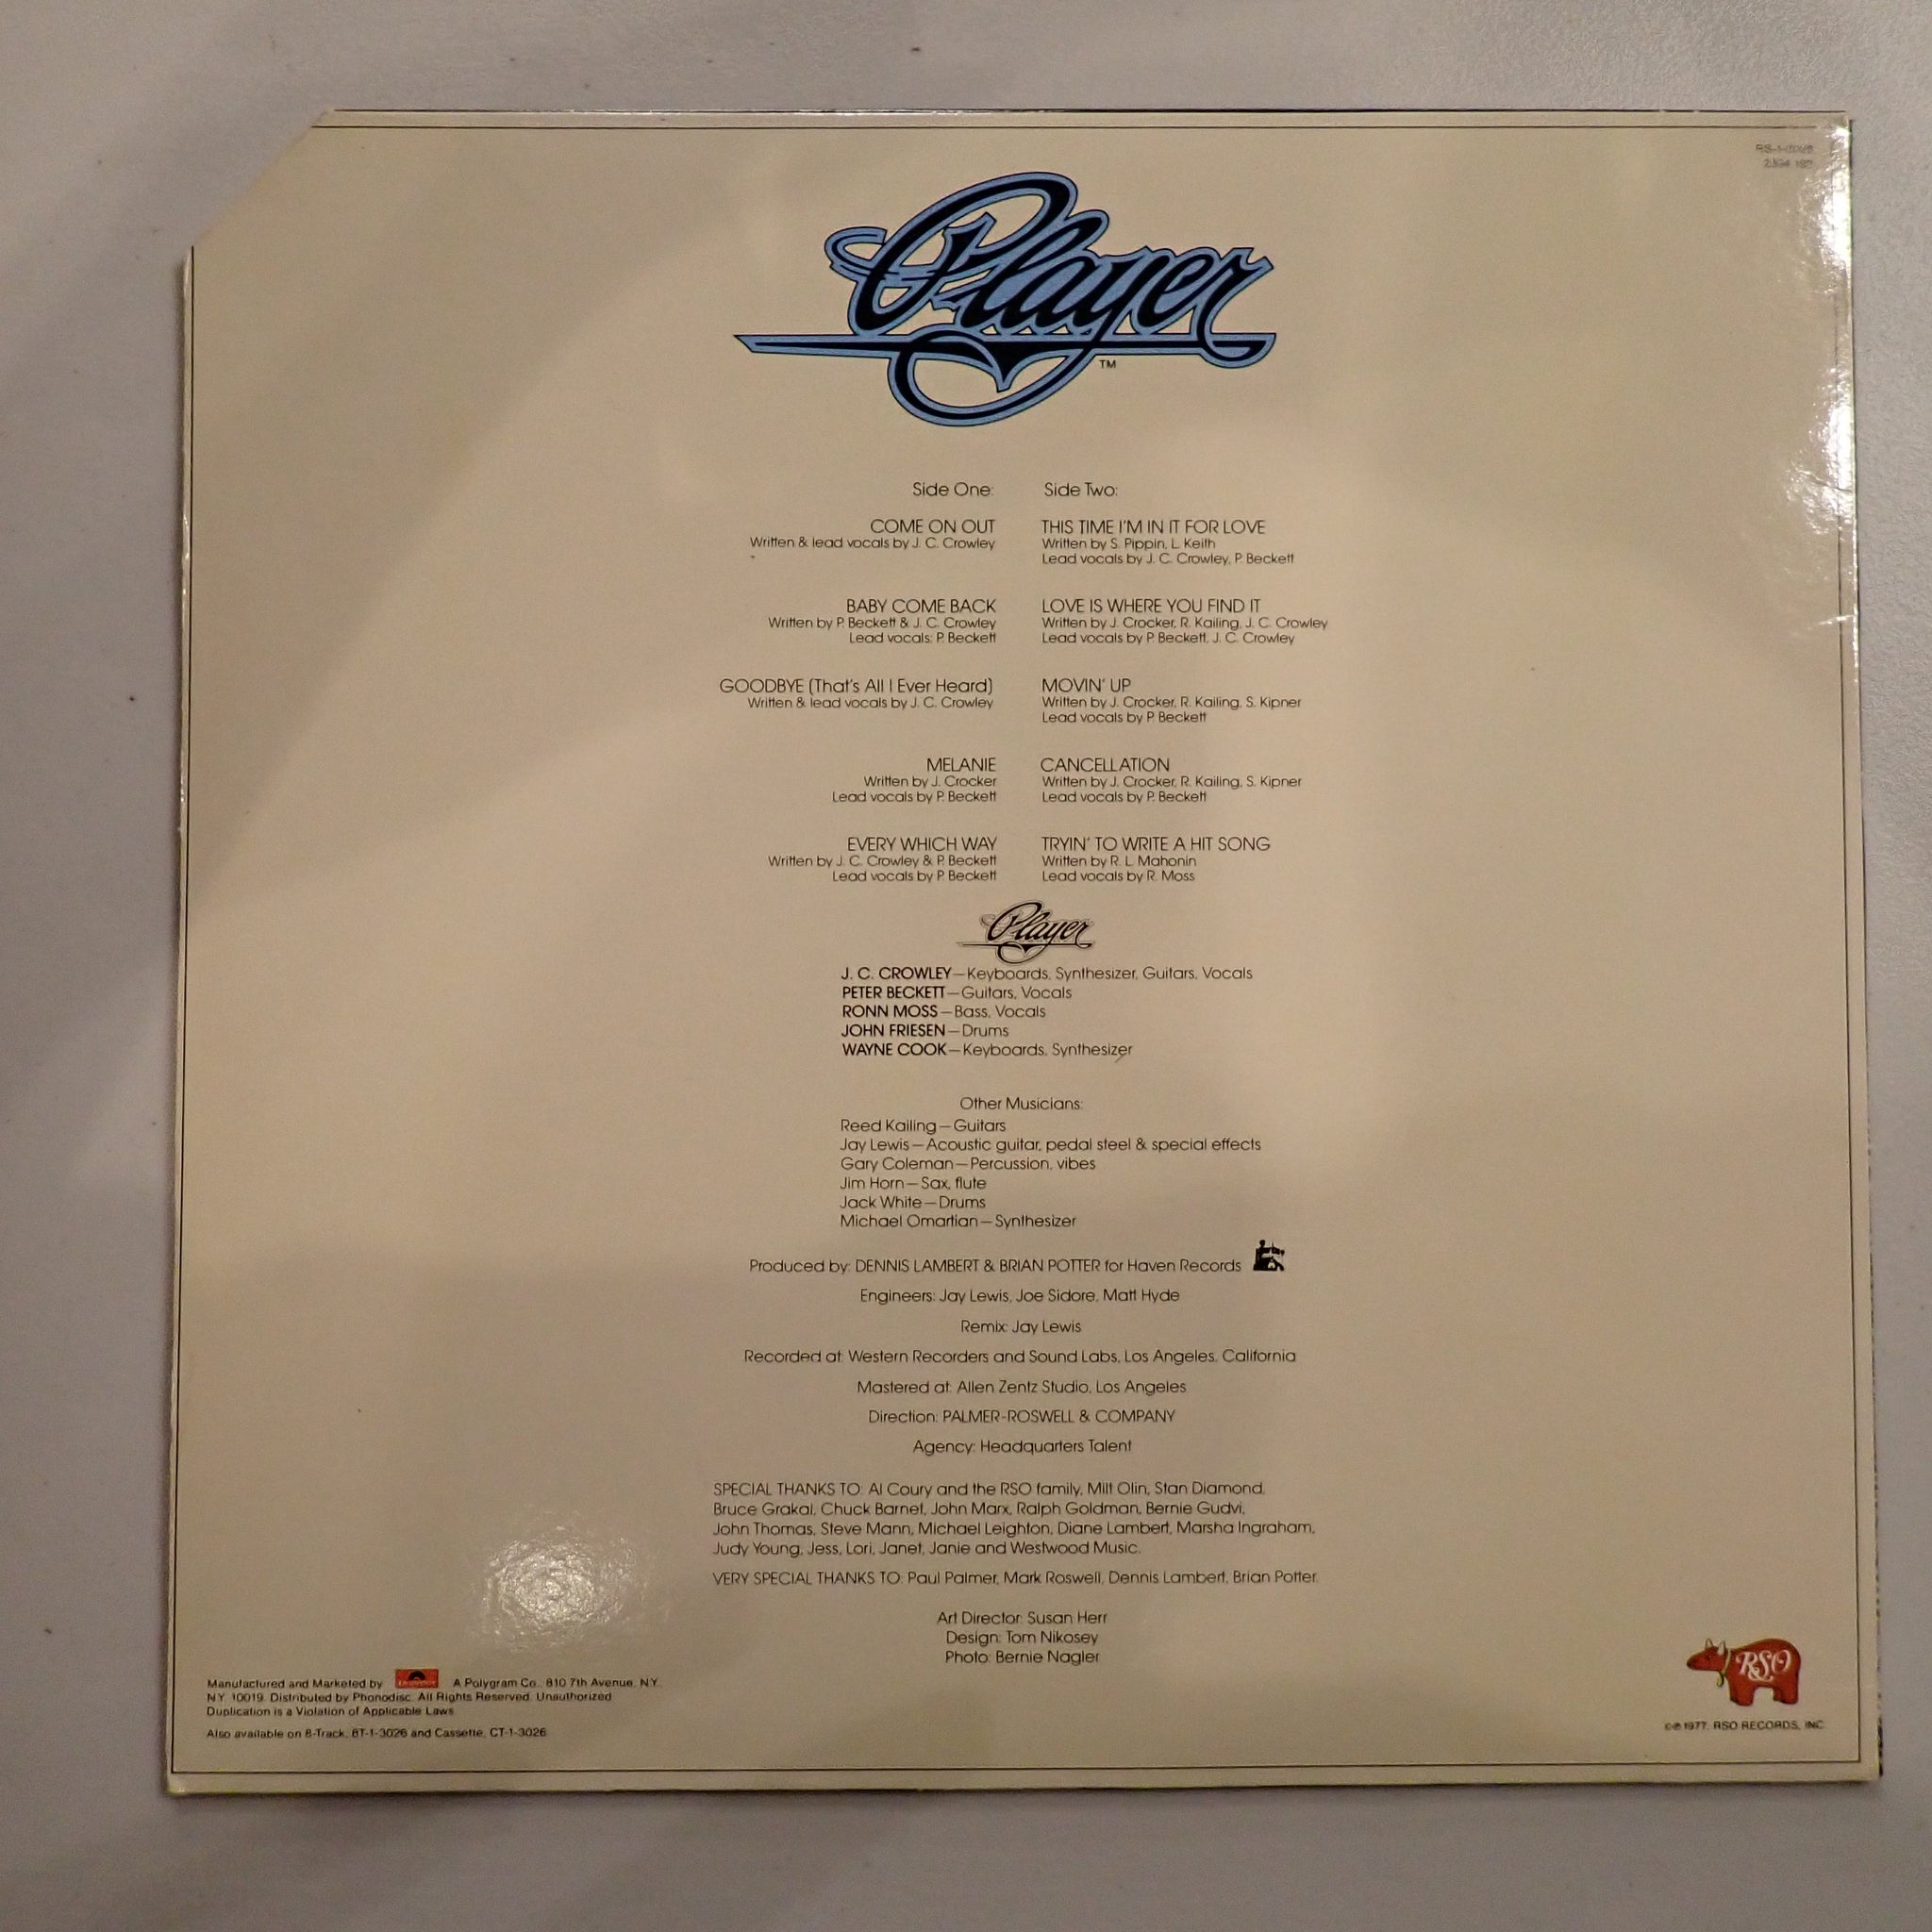 Player
TM
Side One:
COME ON OUT
Written & lead vocals by J. C. Crowley
BABY COME BACK
Written by P. Beckett & J. C. Crowley
Lead vocals: P. Beckett
GOODBYE (That's All I Ever Heard)
Written & lead vocals by J. C. Crowley
MELANIE
Written by J. Crocker
Lead vocals by P. Beckett
EVERY WHICH WAY
Written by J. C. Crowley & P. Beckett
Lead vocals by P. Beckett
Side Two:
THIS TIME I'M IN IT FOR LOVE
Written by S. Pippin, L. Keith
Lead vocals by J. C. Crowley, P. Beckett
LOVE IS WHERE YOU FIND IT
Written by J. Crocker, R. Kailing, J. C. Crowley
Lead vocals by P. Beckett, J. C. Crowley
MOVIN' UP
Written by J. Crocker, R. Kailing, S. Kipner
Lead vocals by P. Beckett
CANCELLATION
Written by J. Crocker, R. Kailing, S. Kipner
Lead vocals by P. Beckett
TRYIN' TO WRITE A HIT SONG
Written by R. L. Mahonin
Lead vocals by R. Moss
Player
J. C. CROWLEY—Keyboards, Synthesizer, Guitars, Vocals
PETER BECKETT—Guitars, Vocals
RONN MOSS—Bass, Vocals
JOHN FRIESEN—Drums
WAYNE COOK—Keyboards, Synthesizer
Other Musicians:
Reed Kailing—Guitars
Jay Lewis—Acoustic guitar, pedal steel & special effects
Gary Coleman—Percussion, vibes
Jim Horn—Sax, flute
Jack White—Drums
Michael Omartian—Synthesizer
Produced by: DENNIS LAMBERT & BRIAN POTTER for Haven Records
Engineers: Jay Lewis, Joe Sidore, Matt Hyde
Remix: Jay Lewis
Recorded at: Western Recorders and Sound Labs, Los Angeles, California
Mastered at: Allen Zentz Studio, Los Angeles
Direction: PALMER-ROSWELL & COMPANY
Agency: Headquarters Talent
SPECIAL THANKS TO: Al Coury and the RSO family, Milt Olin, Stan Diamond,
Bruce Grakal, Chuck Barnet, John Marx, Ralph Goldman, Bernie Gudvi,
John Thomas, Steve Mann, Michael Leighton, Diane Lambert, Marsha Ingraham,
Judy Young, Jess, Lori, Janet, Janie and Westwood Music.
VERY SPECIAL THANKS TO: Paul Palmer, Mark Roswell, Dennis Lambert, Brian Potter.
Art Director: Susan Herr
Design: Tom Nikosey
Photo: Bernie Nagler
Manufactured and Marketed by Polydor A Polygram Co., 810 7th Avenue, N.Y.,
N.Y. 10019. Distributed by Phonodisc. All Rights Reserved. Unauthorized
Duplication is a Violation of Applicable Laws.
Also available on 8-Track, 8T-1-3026 and Cassette, CT-1-3026
RSO
©℗ 1977, RSO RECORDS, INC.